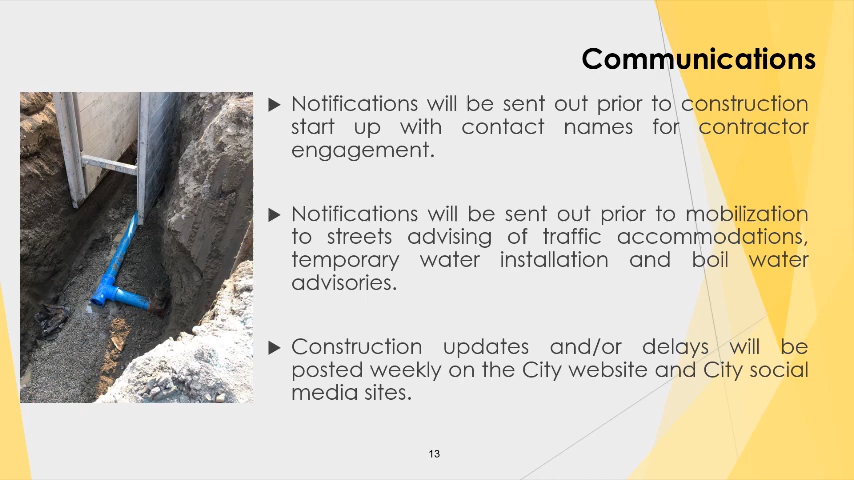 Communications
Notifications will be sent out prior to construction
start up with contact names for contractor
engagement.
Notifications will be sent out prior to mobilization
to streets advising of traffic accommodations,
temporary water installation and boil water
advisories.
Construction updates and/or delays will be
posted weekly on the City website and City social
media sites.
13